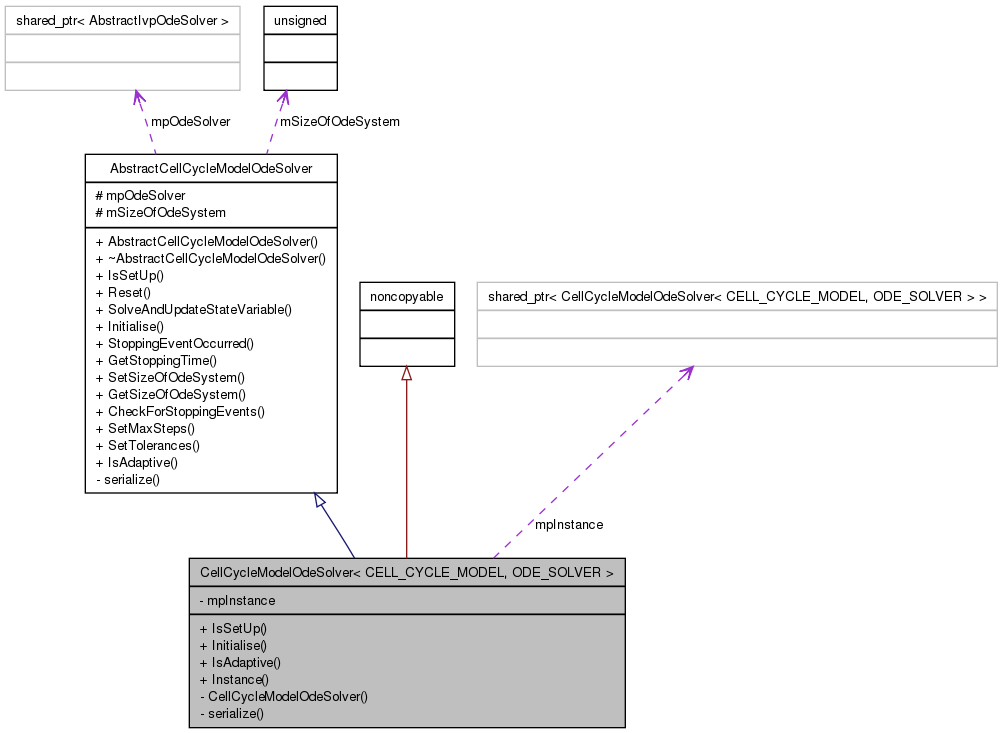 shared_ptr< AbstractIvpOdeSolver >
unsigned
mpOdeSolver
mSizeOfOdeSystem
AbstractCellCycleModelOdeSolver
# mpOdeSolver
# mSizeOfOdeSystem
+ AbstractCellCycleModelOdeSolver()
+ ~AbstractCellCycleModelOdeSolver()
+ IsSetUp()
+ Reset()
+ SolveAndUpdateStateVariable()
+ Initialise()
+ StoppingEventOccurred()
+ GetStoppingTime()
+ SetSizeOfOdeSystem()
+ GetSizeOfOdeSystem()
+ CheckForStoppingEvents()
+ SetMaxSteps()
+ SetTolerances()
+ IsAdaptive()
- serialize()
noncopyable
shared_ptr< CellCycleModelOdeSolver< CELL_CYCLE_MODEL, ODE_SOLVER > >
mpInstance
CellCycleModelOdeSolver< CELL_CYCLE_MODEL, ODE_SOLVER >
- mpInstance
+ IsSetUp()
+ Initialise()
+ IsAdaptive()
+ Instance()
- CellCycleModelOdeSolver()
- serialize()